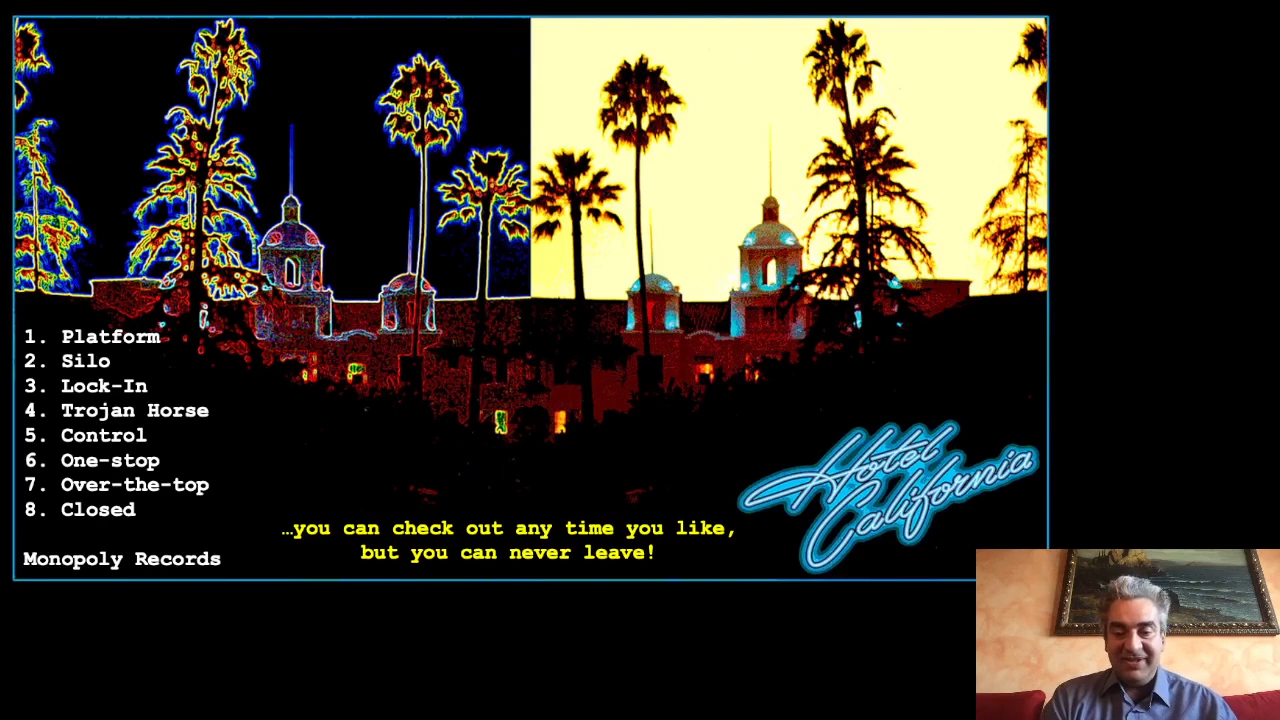 1. Platform
2. Silo
3. Lock-In
4. Trojan Horse
5. Control
6. One-stop
7. Over-the-top
8. Closed
Monopoly Records
…you can check out any time you like,
but you can never leave!
Hotel
California